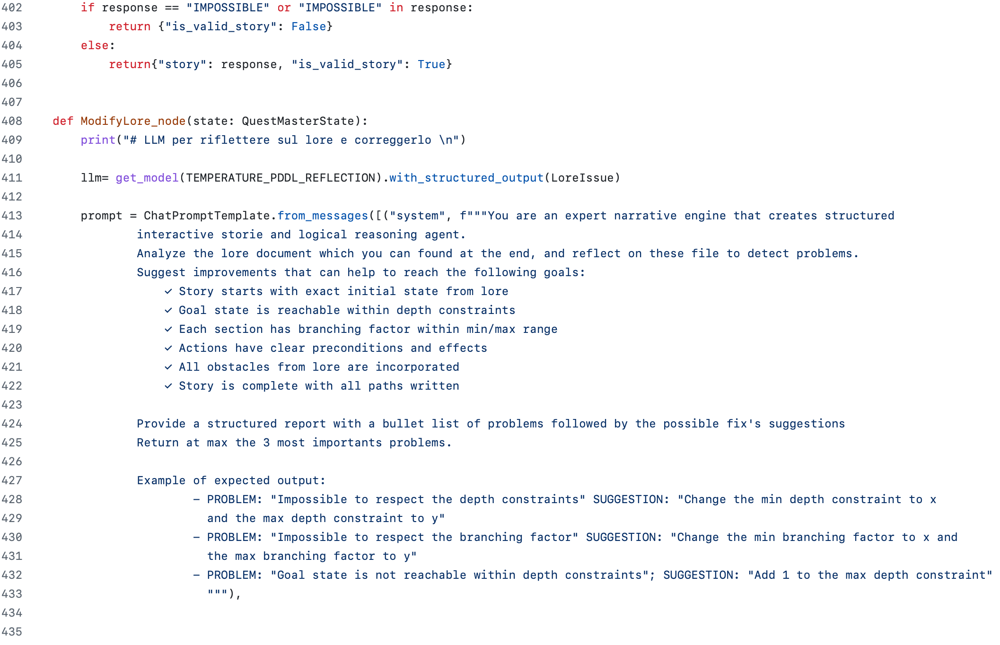 402 if response == "IMPOSSIBLE" or "IMPOSSIBLE" in response:
403 return {"is_valid_story": False}
404 else:
405 return{"story": response, "is_valid_story": True}
406
407
408 def ModifyLore_node(state: QuestMasterState):
409 print("# LLM per riflettere sul lore e correggerlo \n")
410
411 llm= get_model(TEMPERATURE_PDDL_REFLECTION).with_structured_output(LoreIssue)
412
413 prompt = ChatPromptTemplate.from_messages([("system", f"""You are an expert narrative engine that creates structured
414 interactive storie and logical reasoning agent.
415 Analyze the lore document which you can found at the end, and reflect on these file to detect problems.
416 Suggest improvements that can help to reach the following goals:
417 ✓ Story starts with exact initial state from lore
418 ✓ Goal state is reachable within depth constraints
419 ✓ Each section has branching factor within min/max range
420 ✓ Actions have clear preconditions and effects
421 ✓ All obstacles from lore are incorporated
422 ✓ Story is complete with all paths written
423
424 Provide a structured report with a bullet list of problems followed by the possible fix's suggestions
425 Return at max the 3 most importants problems.
426
427 Example of expected output:
428 – PROBLEM: "Impossible to respect the depth constraints" SUGGESTION: "Change the min depth constraint to x
429 and the max depth constraint to y"
430 – PROBLEM: "Impossible to respect the branching factor" SUGGESTION: "Change the min branching factor to x and
431 the max branching factor to y"
432 – PROBLEM: "Goal state is not reachable within depth constraints"; SUGGESTION: "Add 1 to the max depth constraint"
433 """),
434
435